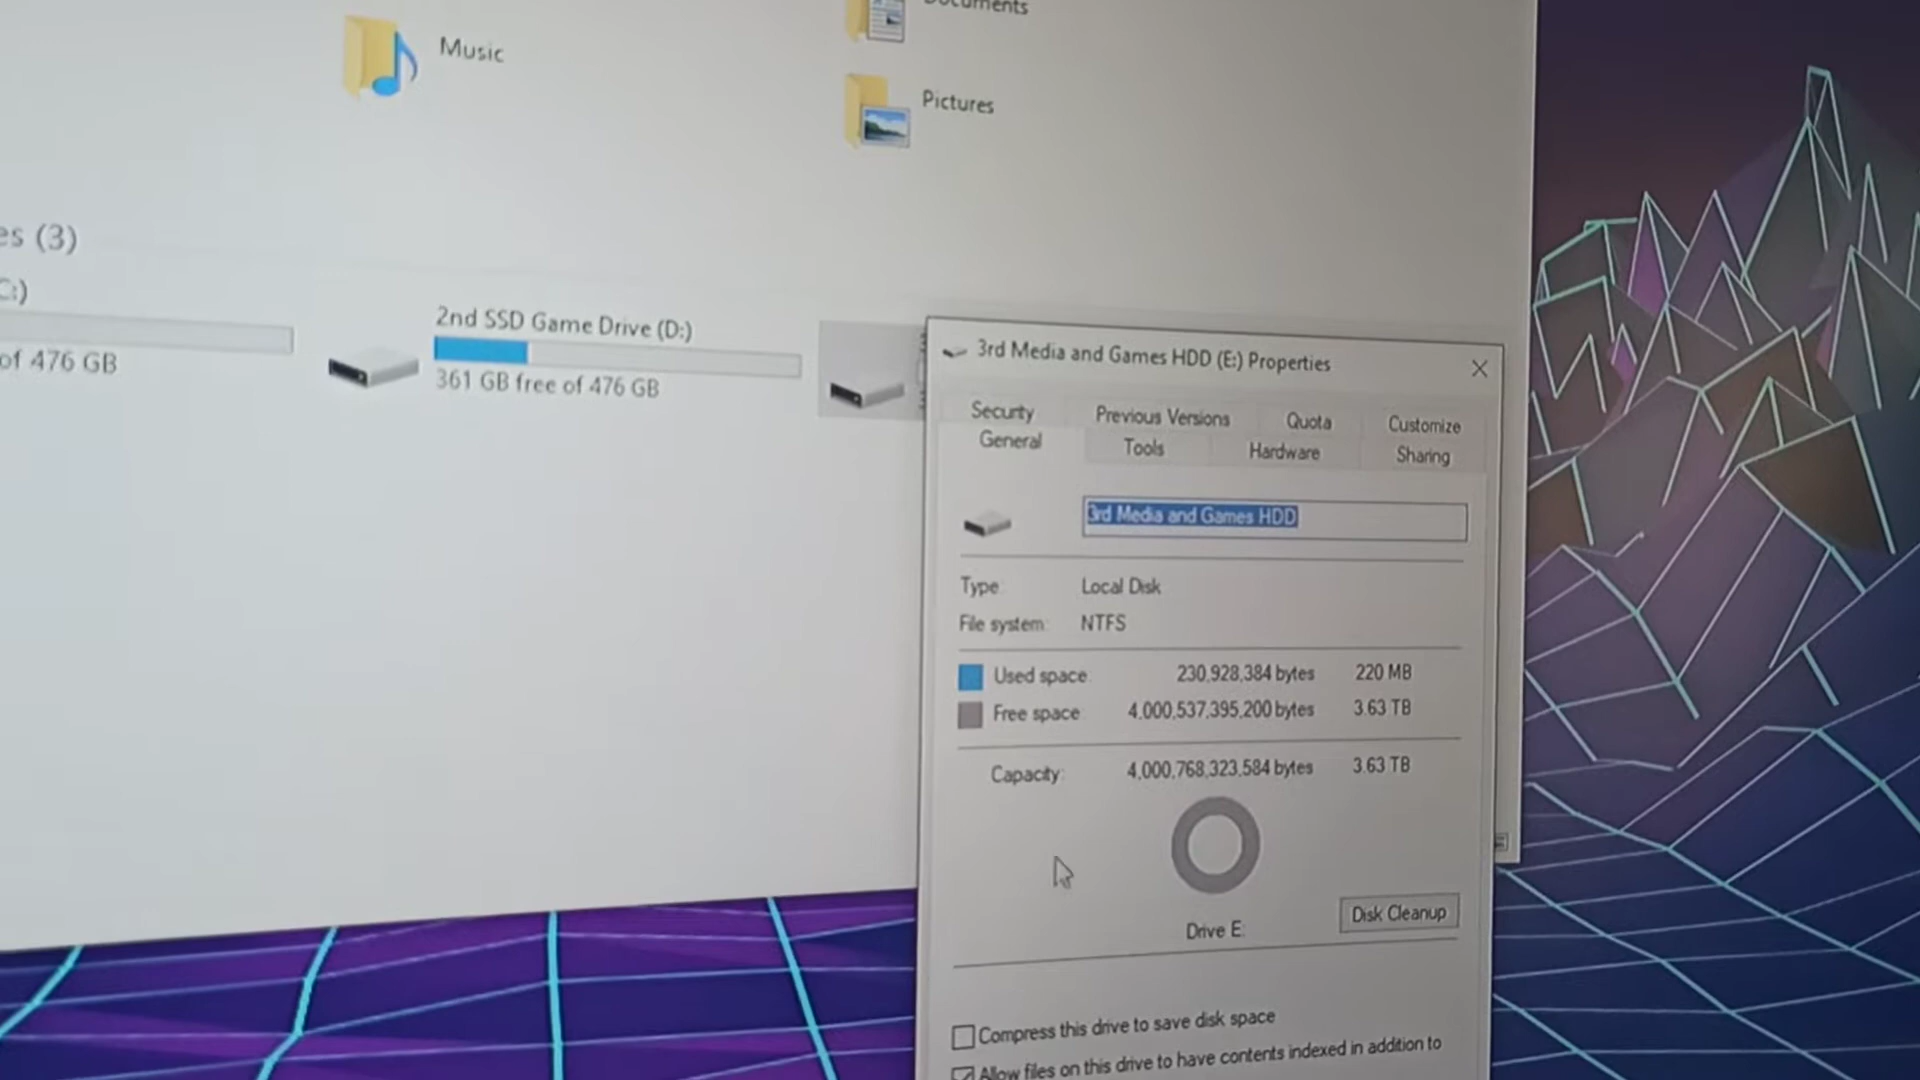 Music
Documents
Pictures
es (3)
C:)
of 476 GB
2nd SSD Game Drive (D:)
361 GB free of 476 GB
3rd Media and Games HDD (E:) Properties
Security
Previous Versions
Quota
Customize
General
Tools
Hardware
Sharing
3rd Media and Games HDD
Type: Local Disk
File system: NTFS
Used space: 230,928,384 bytes 220 MB
Free space: 4,000,537,395,200 bytes 3.63 TB
Capacity: 4,000,768,323,584 bytes 3.63 TB
Drive E:
Disk Cleanup
Compress this drive to save disk space
Allow files on this drive to have contents indexed in addition to